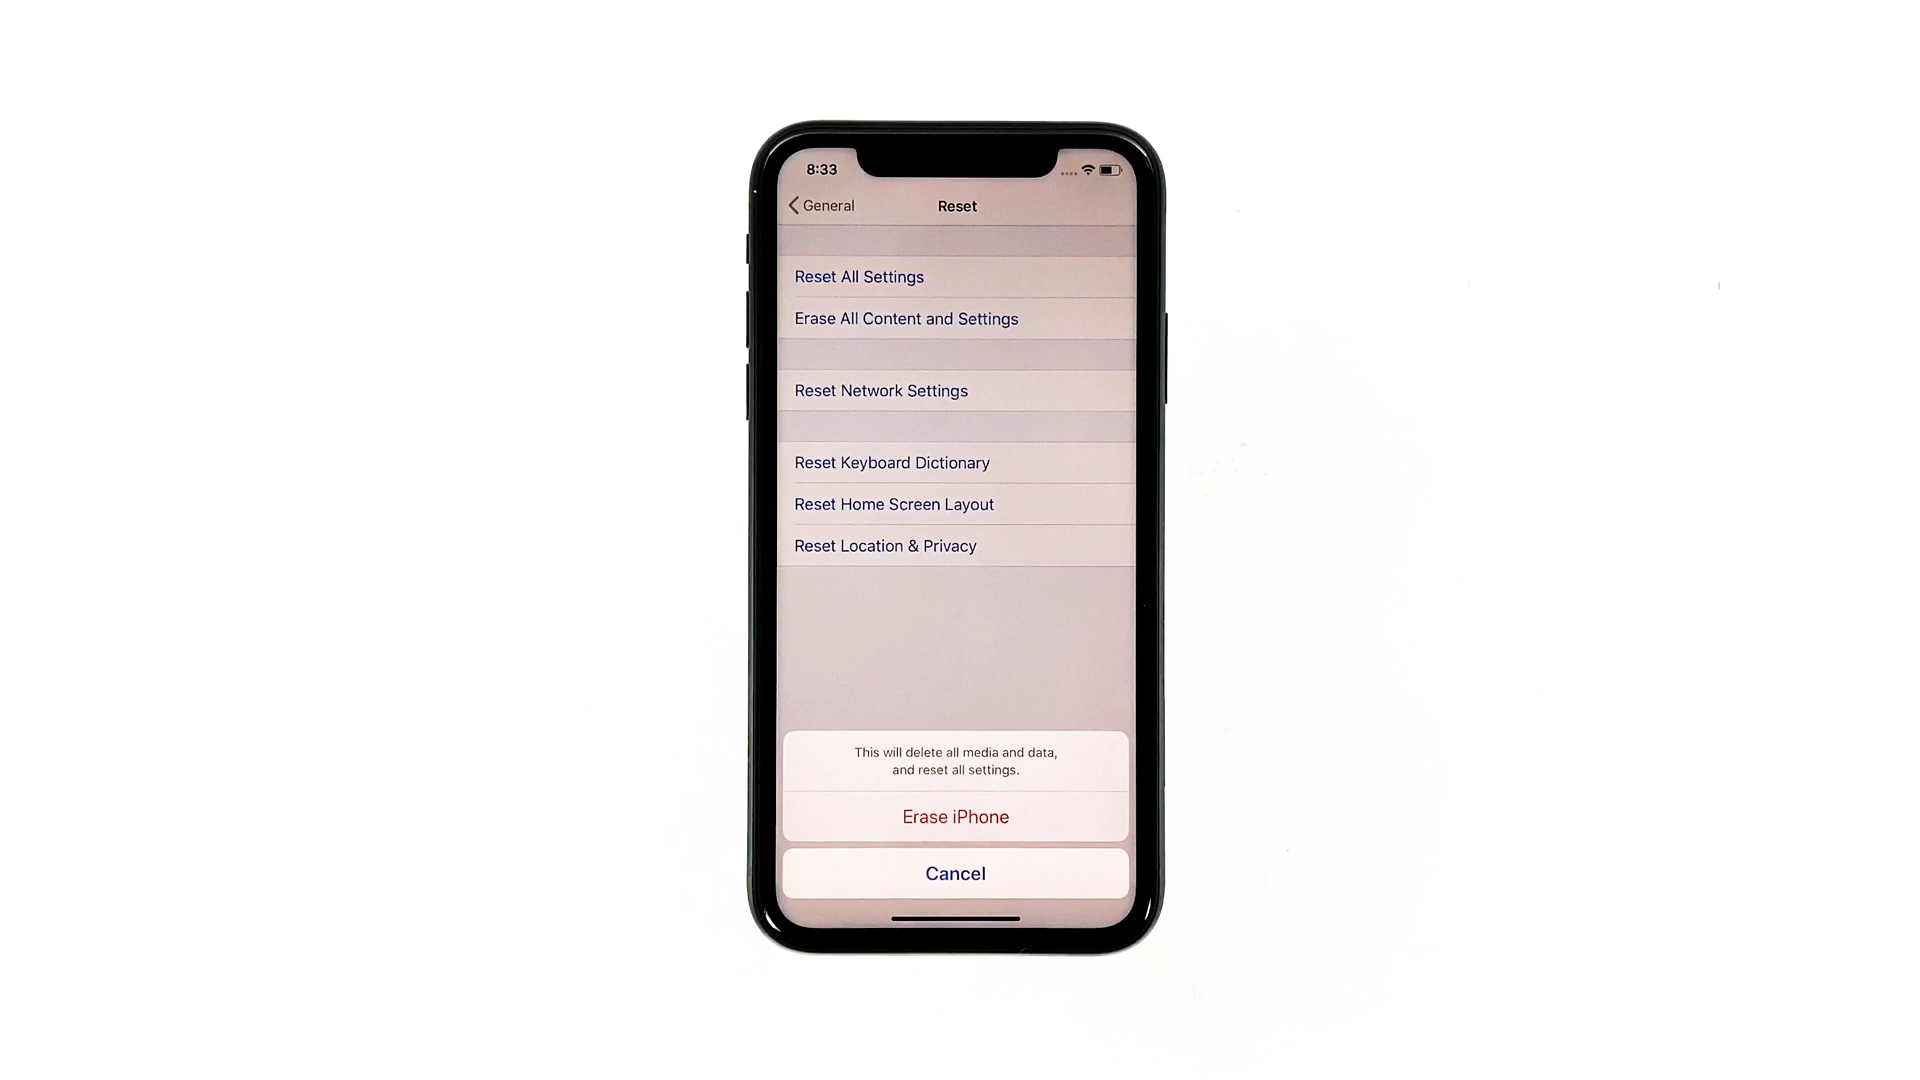 8:33
General
Reset
Reset All Settings
Erase All Content and Settings
Reset Network Settings
Reset Keyboard Dictionary
Reset Home Screen Layout
Reset Location & Privacy
This will delete all media and data,
and reset all settings.
Erase iPhone
Cancel